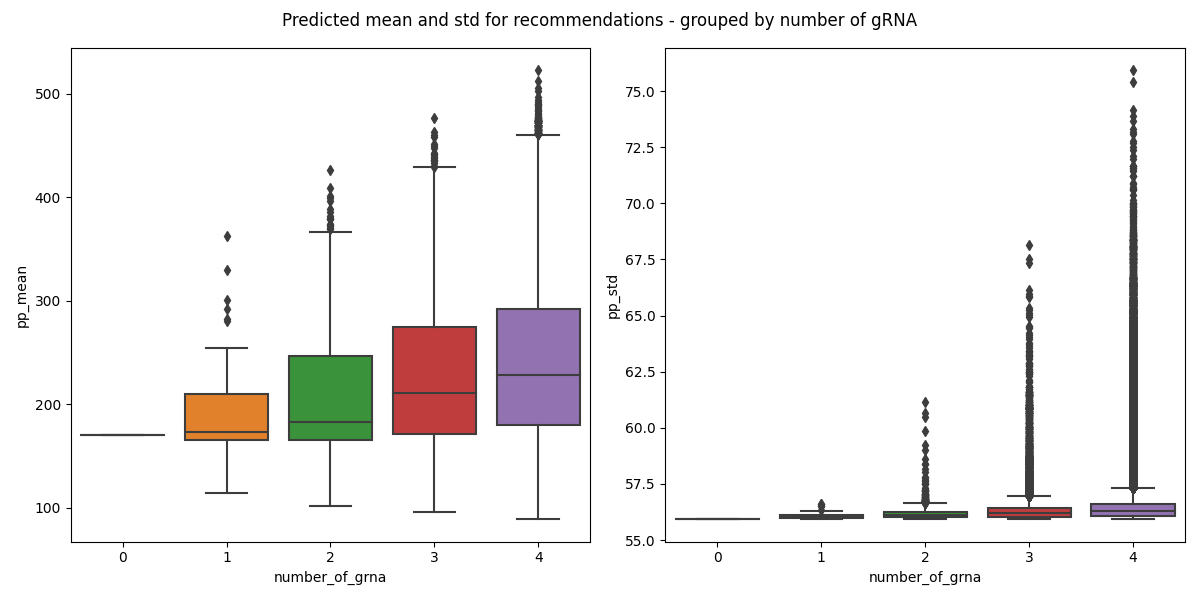 Predicted mean and std for recommendations - grouped by number of gRNA
pp_mean
500
400
300
200
100
0 1 2 3 4
number_of_grna
pp_std
75.0
72.5
70.0
67.5
65.0
62.5
60.0
57.5
55.0
0 1 2 3 4
number_of_grna